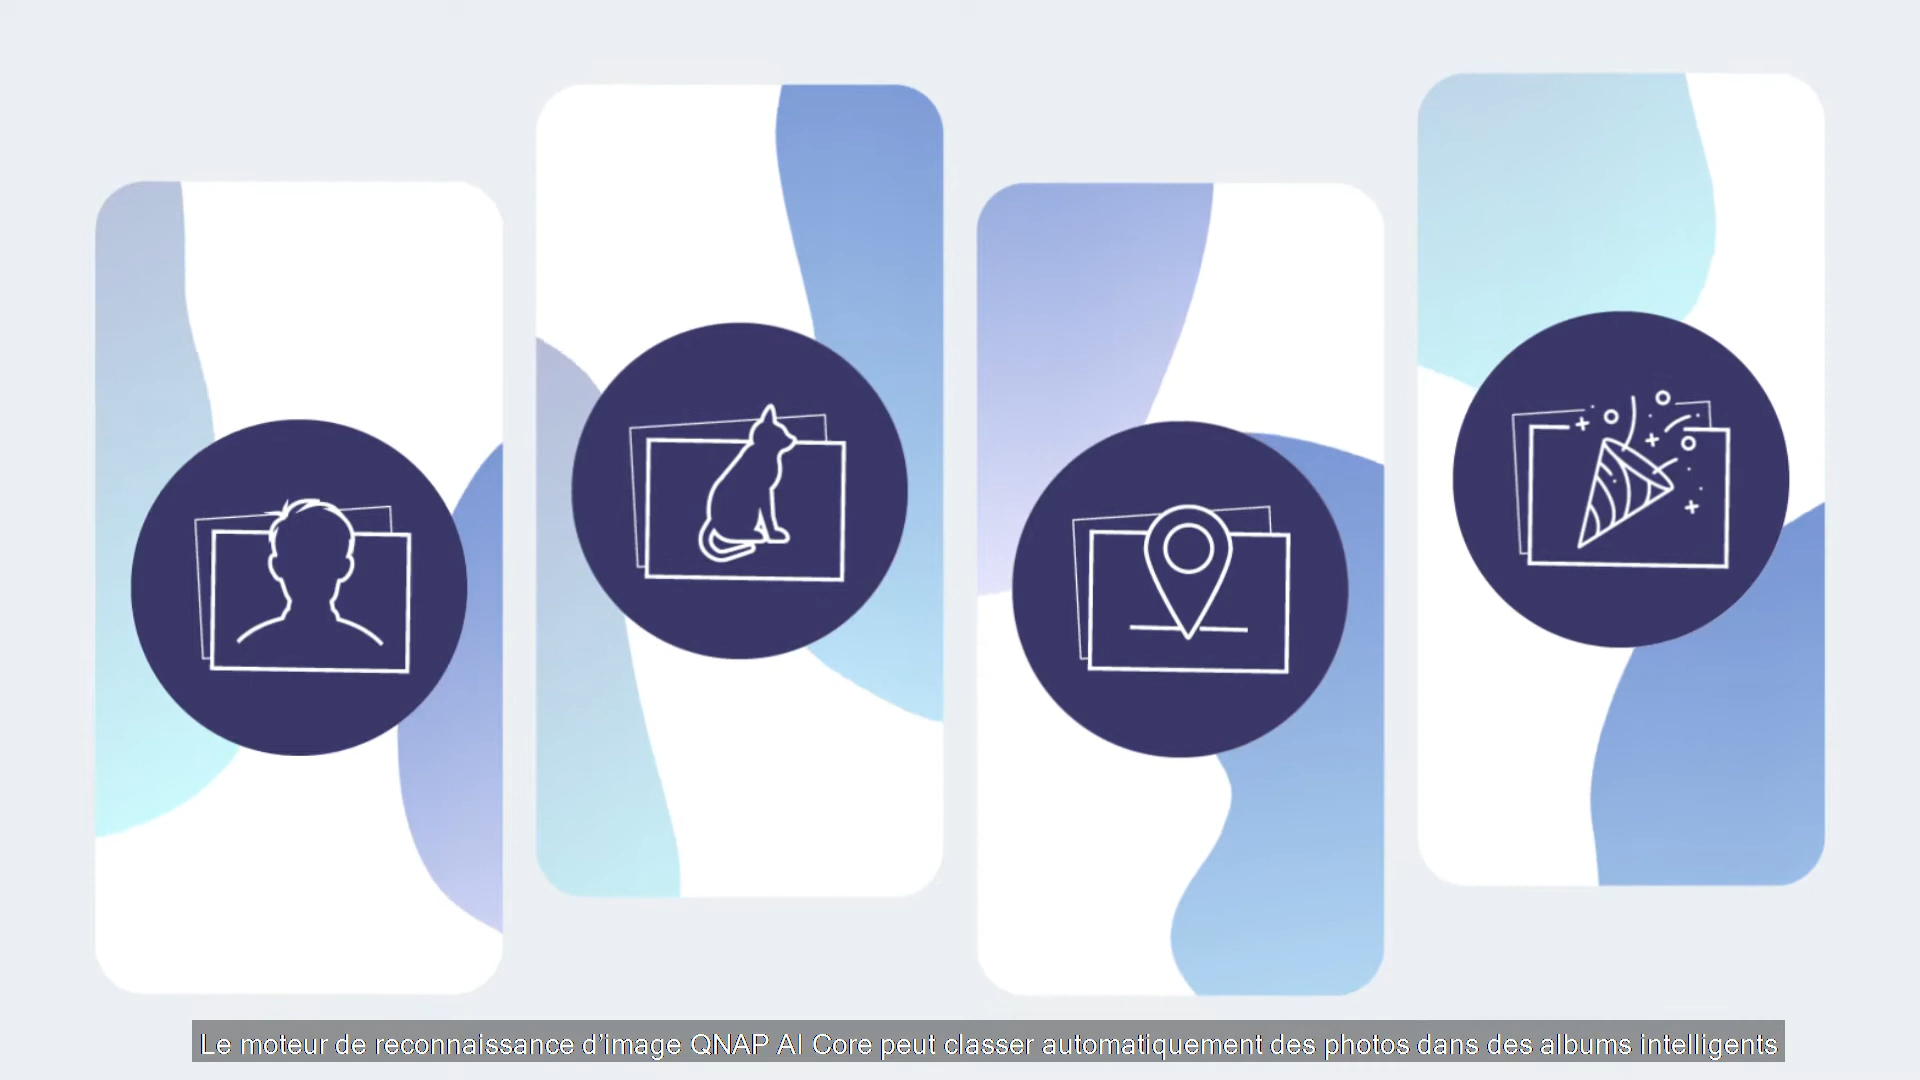 Le moteur de reconnaissance d’image QNAP AI Core peut classer automatiquement des photos dans des albums intelligents